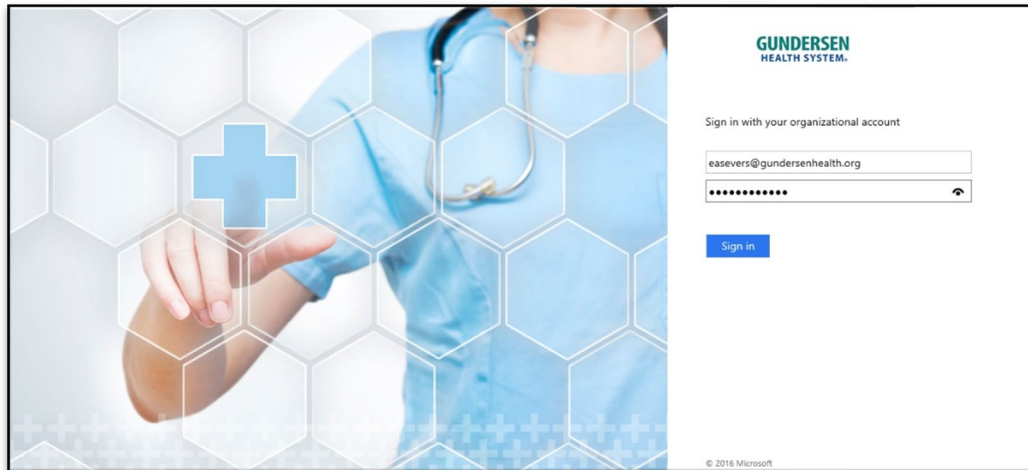 GUNDERSEN
HEALTH SYSTEM®
Sign in with your organizational account
easevers@gundersenhealth.org
••••••••••••
Sign in
© 2016 Microsoft